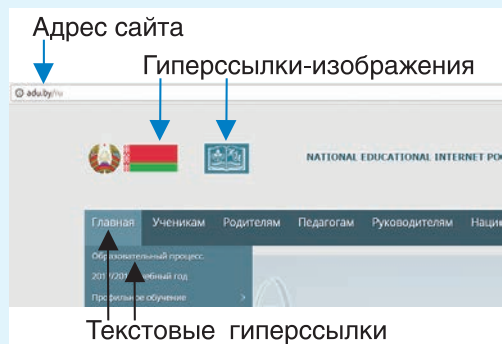 Адрес сайта
Гиперссылки-изображения
adu.by/ru
NATIONAL EDUCATIONAL INTERNET PO
Главная Ученикам Родителям Педагогам Руководителям Наци
Образовательный процесс.
учебный год
Профильное обучение >
Текстовые гиперссылки